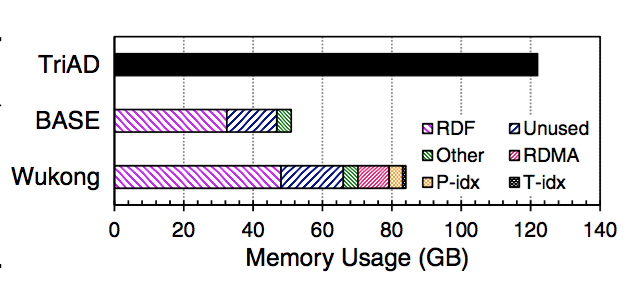 TriAD
BASE
RDF Unused
Other RDMA
Wukong
P-idx T-idx
0 20 40 60 80 100 120 140
Memory Usage (GB)